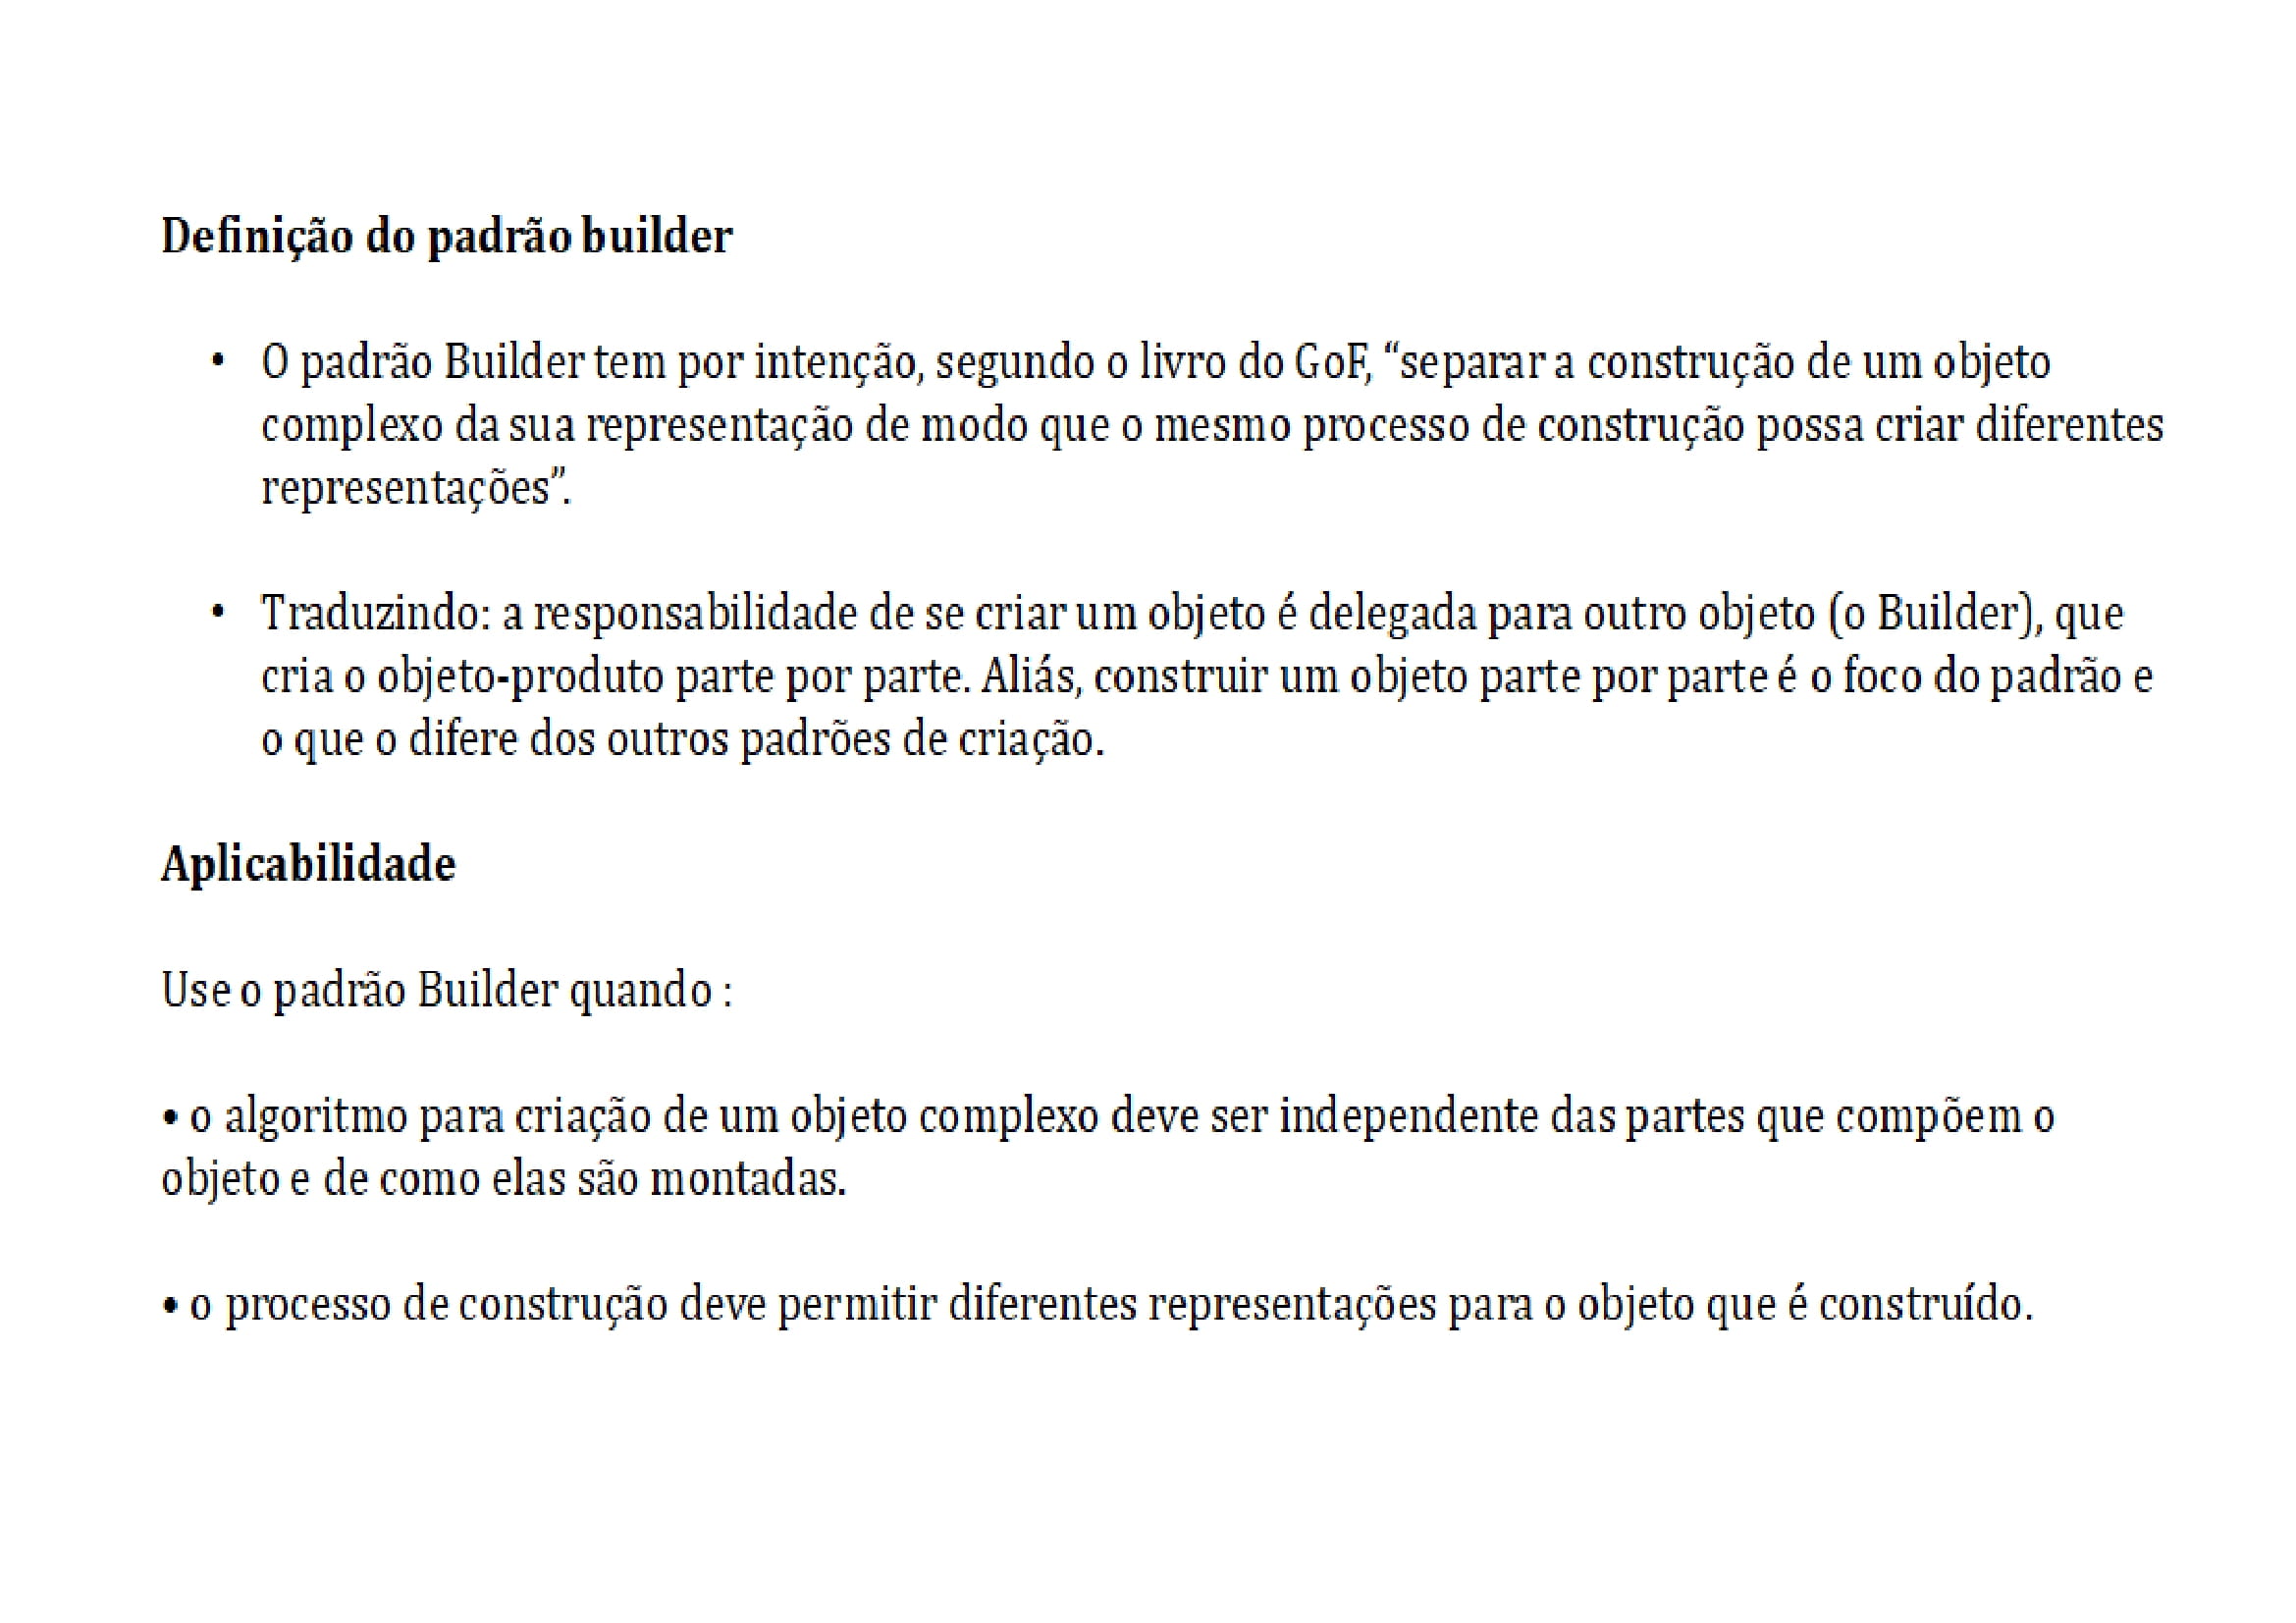 Definição do padrão builder
• O padrão Builder tem por intenção, segundo o livro do GoF, “separar a construção de um objeto
complexo da sua representação de modo que o mesmo processo de construção possa criar diferentes
representações”.
• Traduzindo: a responsabilidade de se criar um objeto é delegada para outro objeto (o Builder), que
cria o objeto-produto parte por parte. Aliás, construir um objeto parte por parte é o foco do padrão e
o que o difere dos outros padrões de criação.
Aplicabilidade
Use o padrão Builder quando :
• o algoritmo para criação de um objeto complexo deve ser independente das partes que compõem o
objeto e de como elas são montadas.
• o processo de construção deve permitir diferentes representações para o objeto que é construído.